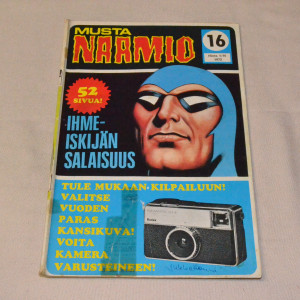 MUSTA
NAAMIO
16
52
SIVUA!
IHME-
ISKIJÄN
SALAISUUS
TULE MUKAAN KILPAILUUN!
VALITSE
VUODEN
PARAS
KANSIKUVA!
VOITA
KAMERA
VARUSTEINEEN!